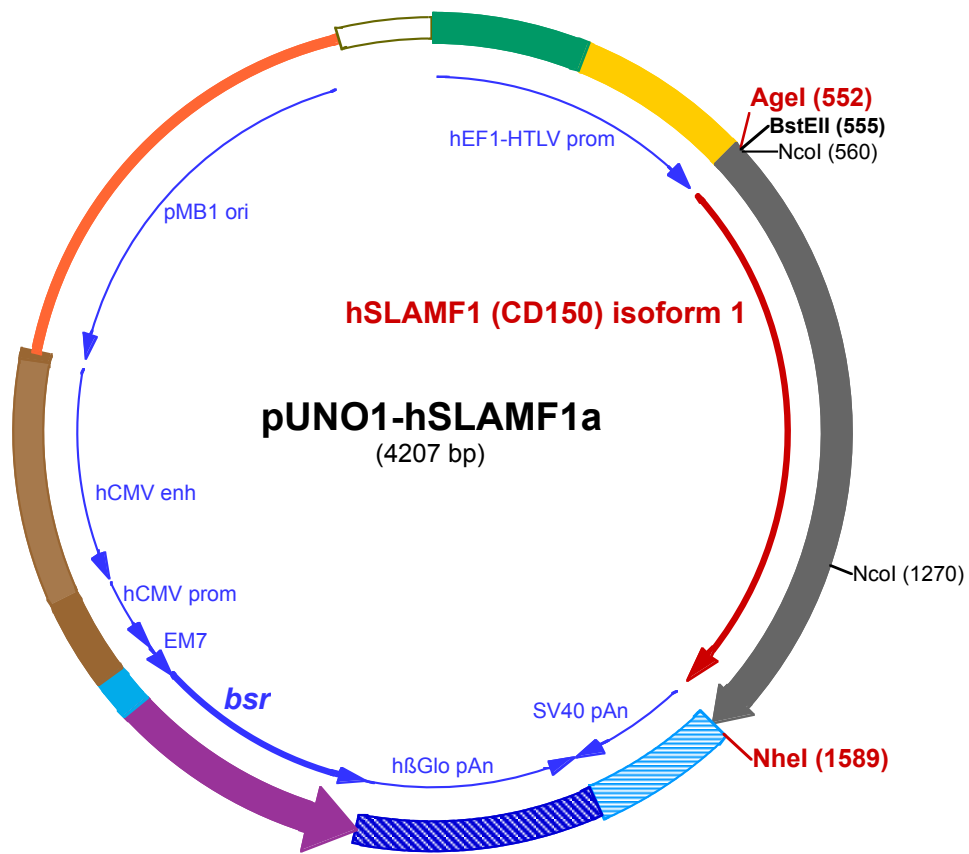 AgeI (552)
BstEII (555)
NcoI (560)
hEF1-HTLV prom
pMB1 ori
hSLAMF1 (CD150) isoform 1
pUNO1-hSLAMF1a
(4207 bp)
hCMV enh
NcoI (1270)
hCMV prom
EM7
bsr
SV40 pAn
hßGlo pAn
NheI (1589)